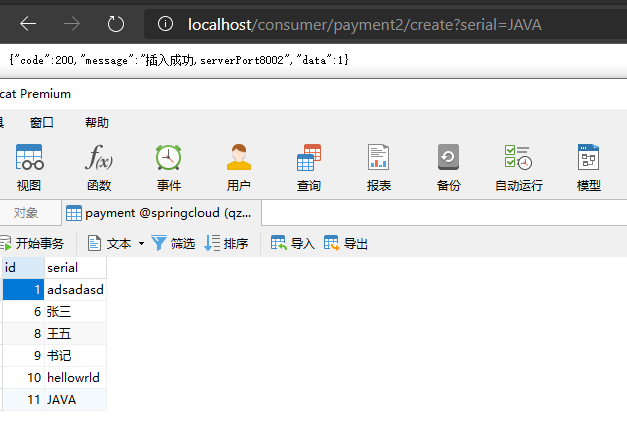 localhost/consumer/payment2/create?serial=JAVA
{"code":200,"message":"插入成功,serverPort8002","data":1}
cat Premium
具 窗口 帮助
f(x)
视图 函数 事件 用户 查询 报表 备份 自动运行 模型
对象 payment @springcloud (qz...
开始事务 文本 筛选 排序 导入 导出
id serial
1 adsadasd
6 张三
8 王五
9 书记
10 hellowrld
11 JAVA